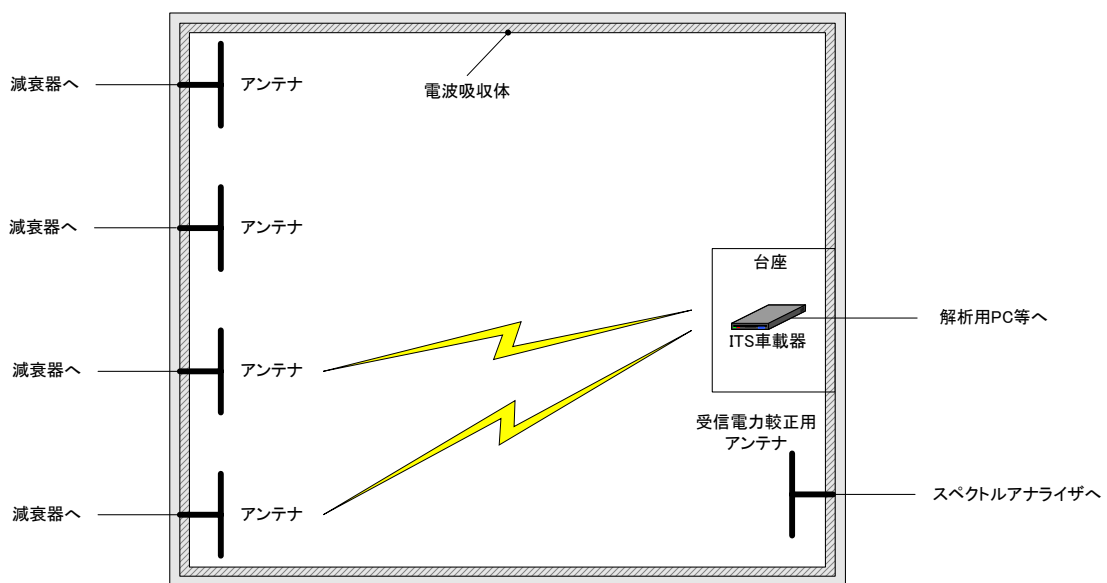 減衰器へ
アンテナ
電波吸収体
減衰器へ
アンテナ
台座
ITS車載器
解析用PC等へ
減衰器へ
アンテナ
受信電力較正用
アンテナ
減衰器へ
アンテナ
スペクトルアナライザへ